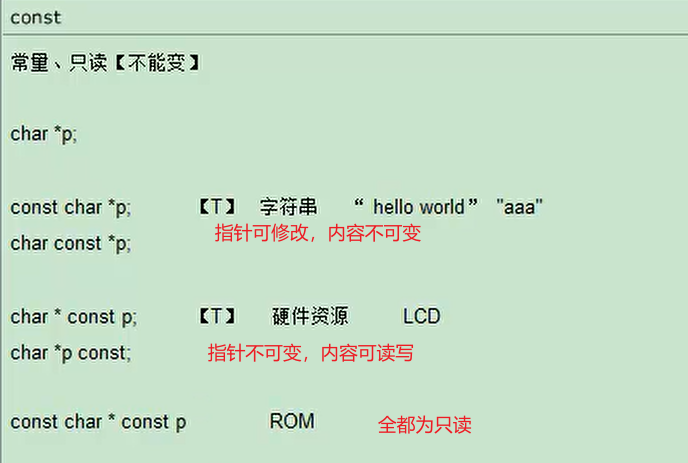 const
常量、只读【不能变】
char *p;
const char *p; 【T】 字符串 “ hello world” "aaa"
指针可修改，内容不可变
char const *p;
char * const p; 【T】 硬件资源 LCD
char *p const; 指针不可变，内容可读写
const char * const p ROM 全都为只读